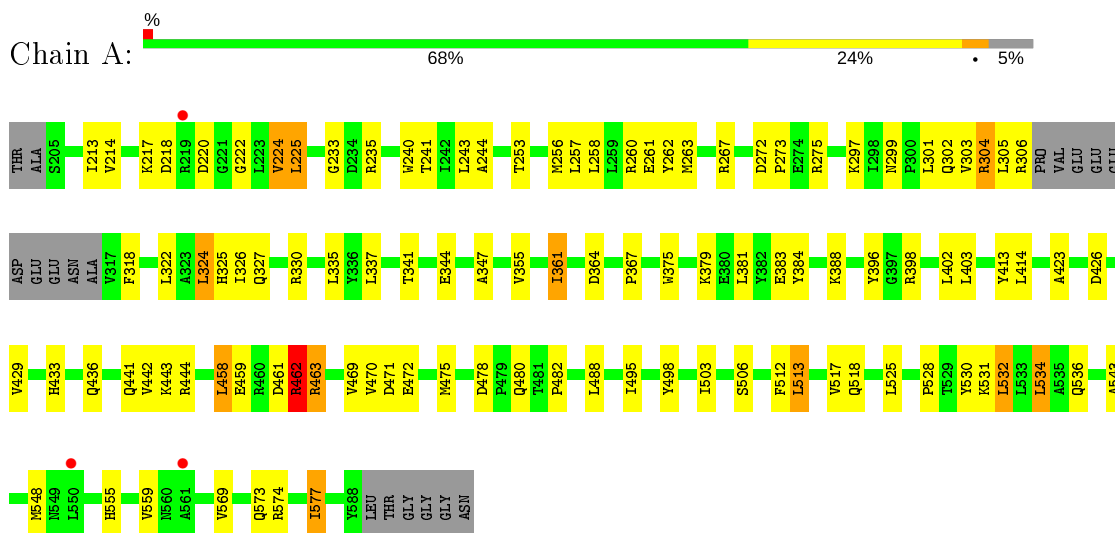 %
Chain A:
68% 24% • 5%
THR ALA S205 I213 V214 K217 D218 R219 D220 G221 G222 L223 V224 L225 G233 D234 R235 W240 T241 I242 L243 A244 T253 M256 L257 L258 L259 R260 E261 Y262 M263 R267 D272 P273 E274 R275 K297 I298 N299 P300 L301 Q302 V303 R304 L305 R306 PRO VAL GLU GLU GLU
ASP GLU GLU ASN ALA V317 F318 L322 A323 L324 H325 I326 Q327 R330 L335 Y336 L337 T341 E344 A347 V355 I361 D364 P367 W375 K379 E380 L381 Y382 E383 Y384 K388 Y396 G397 R398 L402 L403 Y413 L414 A423 D426
V429 H433 Q436 Q441 V442 K443 R444 L458 E459 R460 D461 R462 R463 V469 V470 D471 E472 M475 D478 P479 Q480 T481 P482 L488 I495 Y498 I503 S506 F512 L513 V517 Q518 L525 P528 T529 Y530 K531 L532 L533 L534 A535 Q536 A543
M548 N549 L550 H555 V559 N560 A561 V569 Q573 R574 I577 Y588 LEU THR GLY GLY GLY ASN